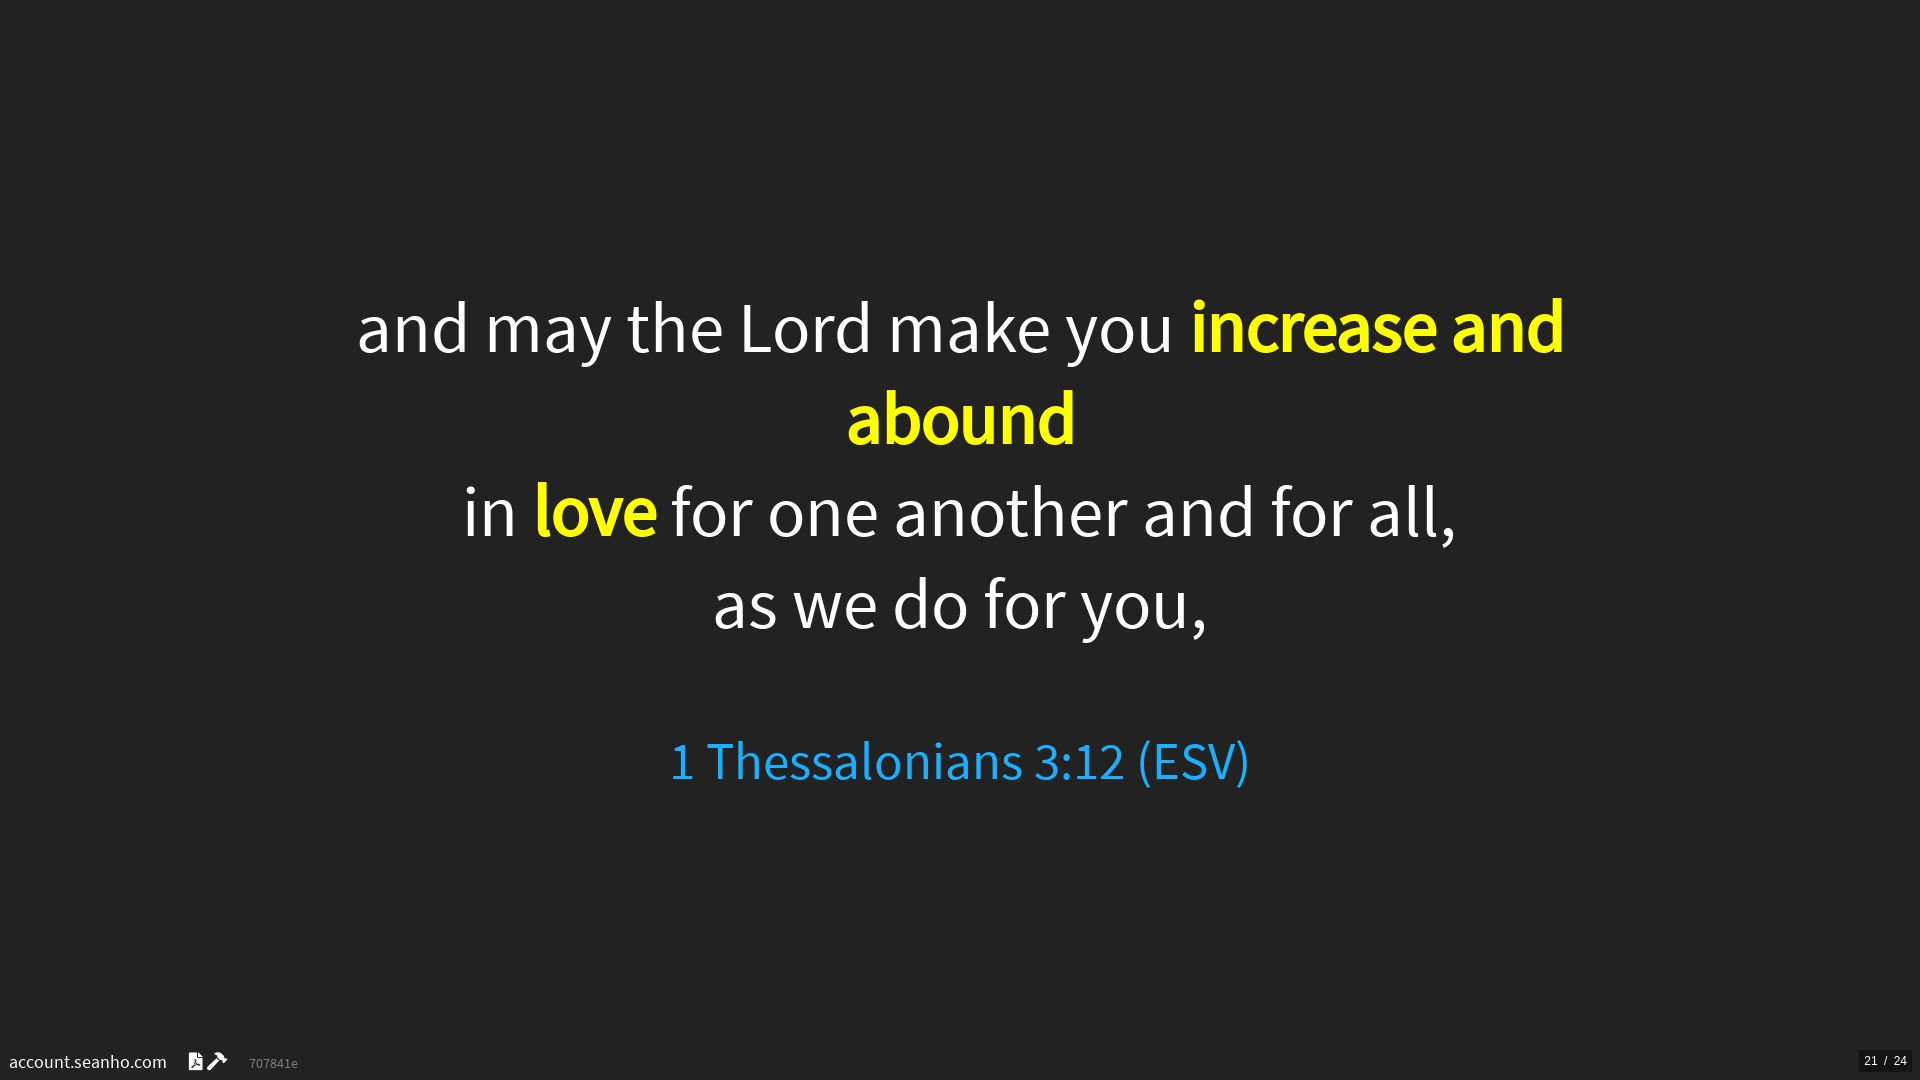 and may the Lord make you increase and
abound
in love for one another and for all,
as we do for you,
1 Thessalonians 3:12 (ESV)
account.seanho.com 707841e
21 / 24